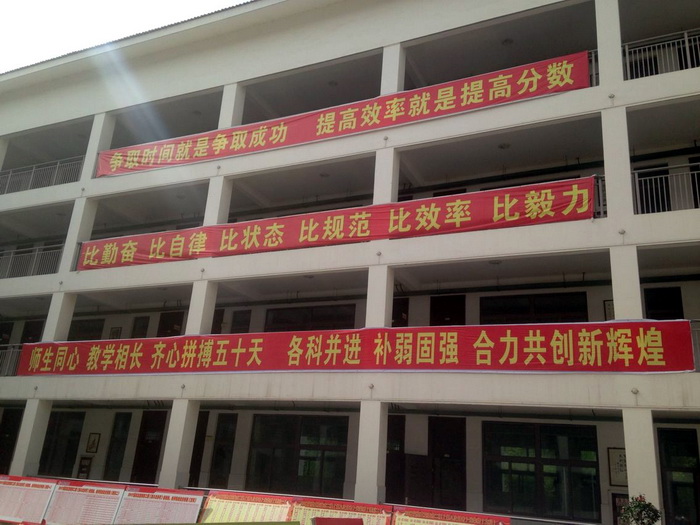 争取时间就是争取成功 提高效率就是提高分数
比勤奋 比自律 比状态 比规范 比效率 比毅力
师生同心 教学相长 齐心拼搏五十天 各科并进 补弱固强 合力共创新辉煌